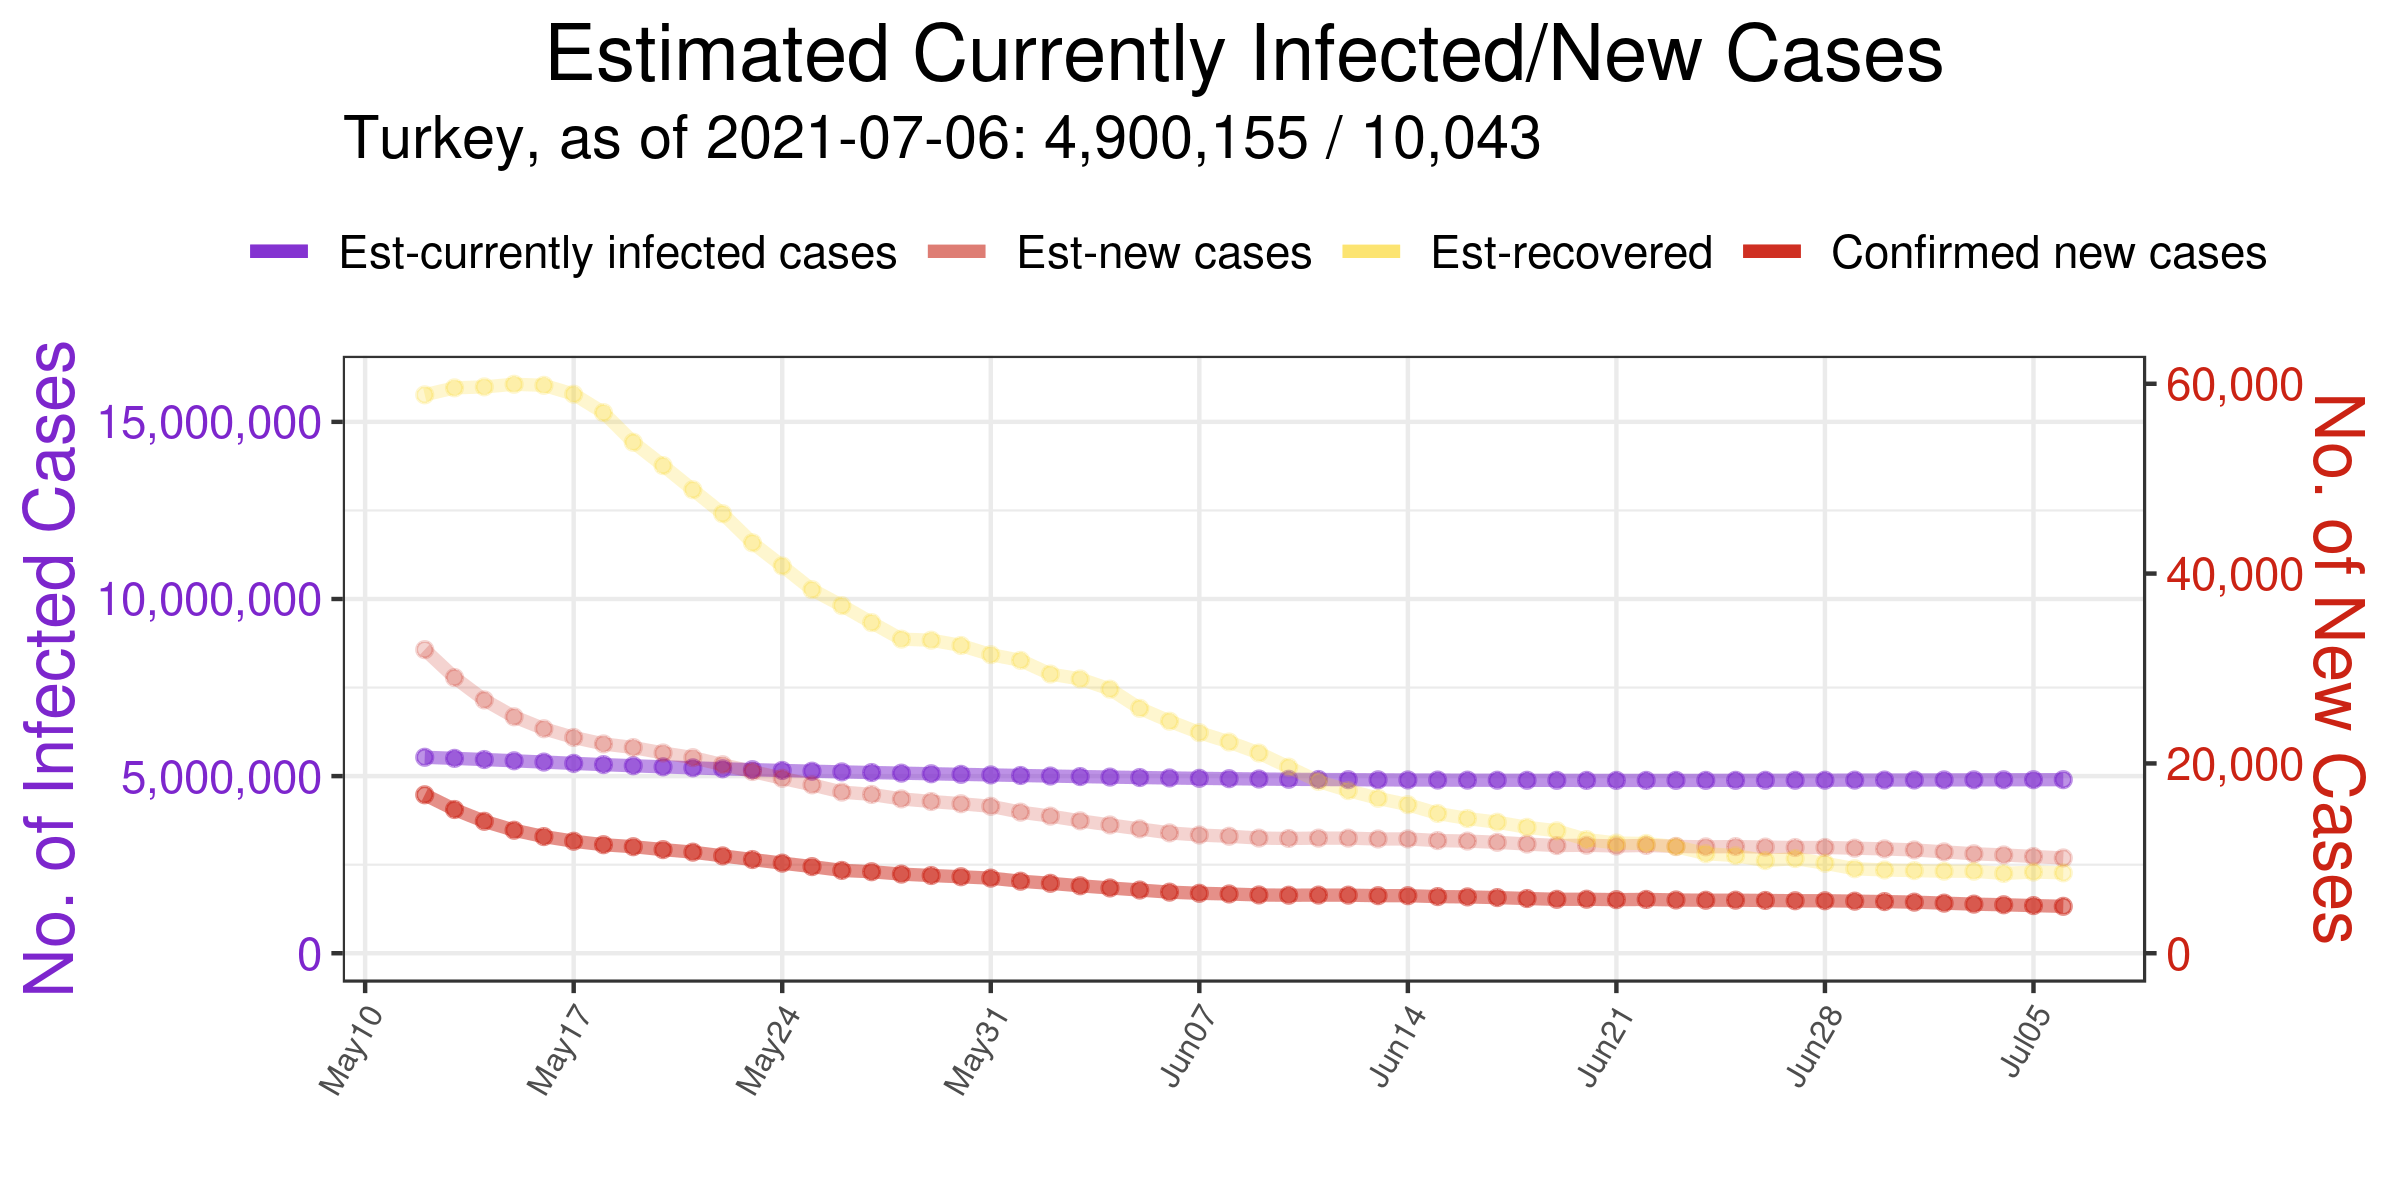 Estimated Currently Infected/New Cases
Turkey, as of 2021-07-06: 4,900,155 / 10,043
Est-currently infected cases
Est-new cases
Est-recovered
Confirmed new cases
No. of Infected Cases
15,000,000
10,000,000
5,000,000
0
60,000
40,000
20,000
0
No. of New Cases
May10
May17
May24
May31
Jun07
Jun14
Jun21
Jun28
Jul05